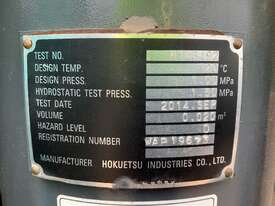 TEST NO.
DESIGN TEMP. °C
DESIGN PRESS. MPa
HYDROSTATIC TEST PRESS. MPa
TEST DATE 2014 SEP
VOLUME 0.020 m³
HAZARD LEVEL
REGISTRATION NUMBER
MANUFACTURER HOKUETSU INDUSTRIES CO., LTD.